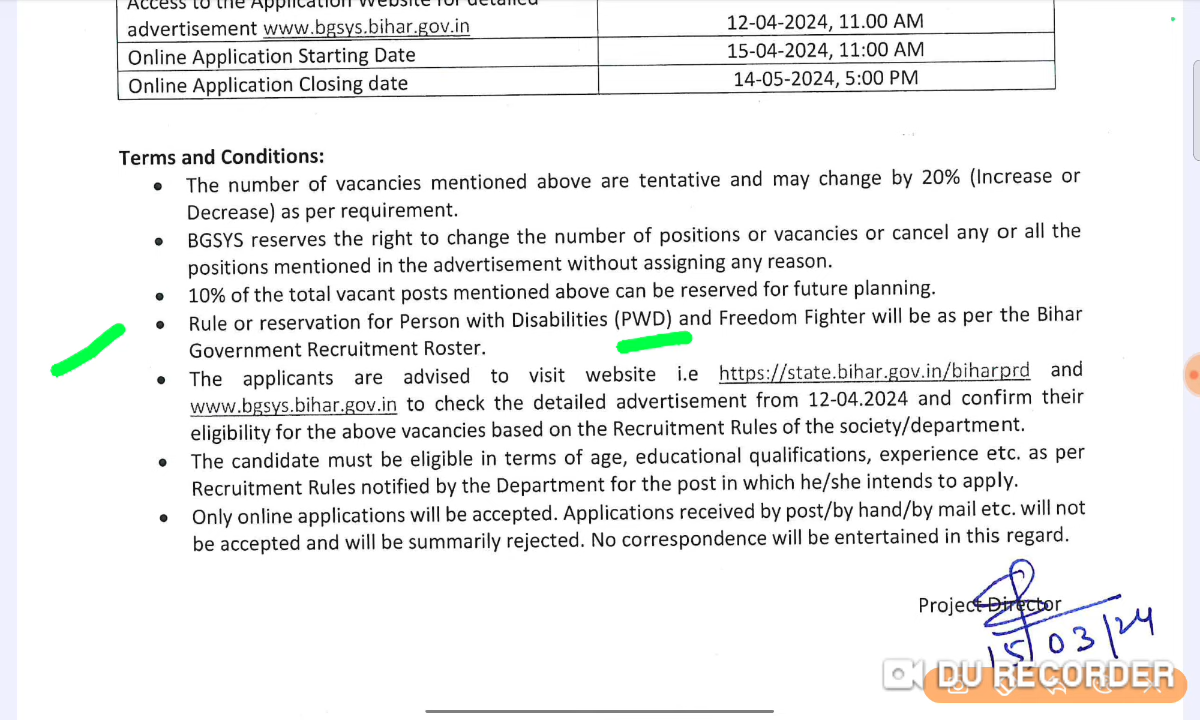 Access to the Application Website for detailed
advertisement www.bgsys.bihar.gov.in
12-04-2024, 11.00 AM
Online Application Starting Date
15-04-2024, 11:00 AM
Online Application Closing date
14-05-2024, 5:00 PM
Terms and Conditions:
• The number of vacancies mentioned above are tentative and may change by 20% (Increase or
Decrease) as per requirement.
• BGSYS reserves the right to change the number of positions or vacancies or cancel any or all the
positions mentioned in the advertisement without assigning any reason.
• 10% of the total vacant posts mentioned above can be reserved for future planning.
• Rule or reservation for Person with Disabilities (PWD) and Freedom Fighter will be as per the Bihar
Government Recruitment Roster.
• The applicants are advised to visit website i.e https://state.bihar.gov.in/biharprd and
www.bgsys.bihar.gov.in to check the detailed advertisement from 12-04.2024 and confirm their
eligibility for the above vacancies based on the Recruitment Rules of the society/department.
• The candidate must be eligible in terms of age, educational qualifications, experience etc. as per
Recruitment Rules notified by the Department for the post in which he/she intends to apply.
• Only online applications will be accepted. Applications received by post/by hand/by mail etc. will not
be accepted and will be summarily rejected. No correspondence will be entertained in this regard.
Project Director
15/03/24
DU RECORDER